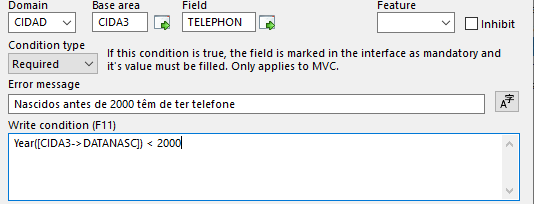 Domain Base area Field Feature
CIDAD CIDA3 TELEPHON Inhibit
Condition type
Required
If this condition is true, the field is marked in the interface as mandatory and
it's value must be filled. Only applies to MVC.
Error message
Nascidos antes de 2000 têm de ter telefone
A字
Write condition (F11)
Year([CIDA3->DATANASC]) < 2000